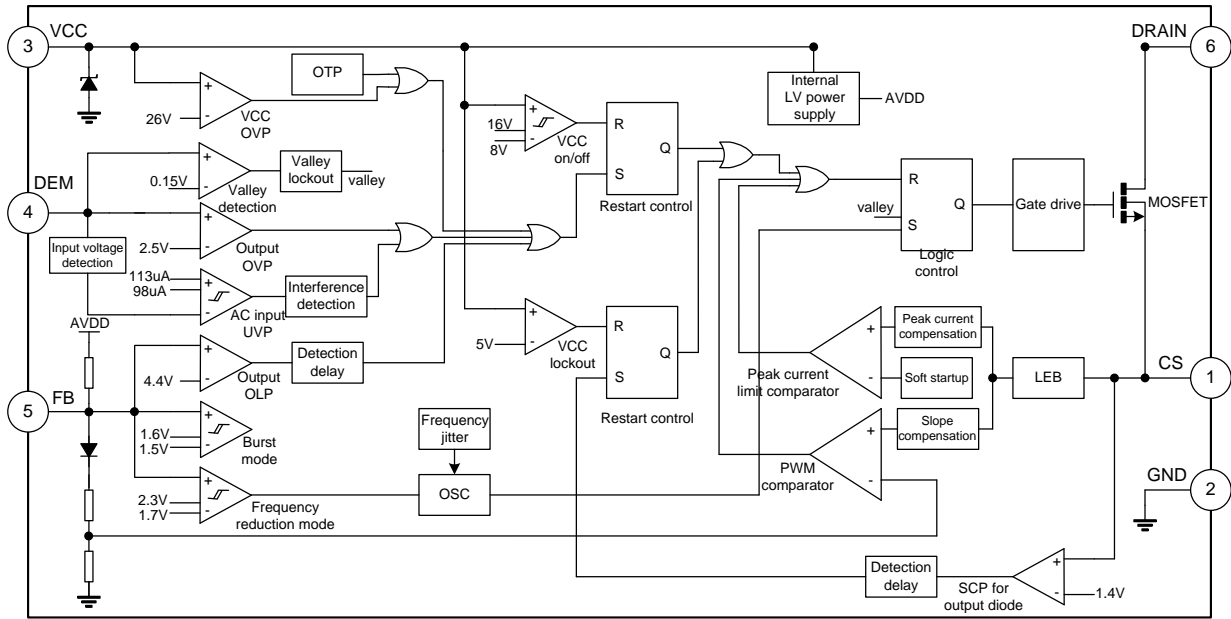 3
VCC
DRAIN
6
+
-
26V
VCC
OVP
OTP
+
-
16V
8V
VCC
on/off
R
S
Q
Restart control
Internal
LV power
supply
AVDD
DEM
4
+
-
0.15V
Valley
detection
Valley
lockout
valley
+
-
2.5V
Output
OVP
Input voltage
detection
113uA
98uA
+
-
AC input
UVP
Interference
detection
R
S
Q
valley
Logic
control
Gate drive
MOSFET
AVDD
+
-
4.4V
Output
OLP
Detection
delay
+
-
5V
VCC
lockout
R
S
Q
Restart control
+
-
Peak current
limit comparator
Peak current
compensation
Soft startup
LEB
CS
1
FB
5
+
-
1.6V
1.5V
Burst
mode
Frequency
jitter
OSC
+
-
2.3V
1.7V
Frequency
reduction mode
+
-
PWM
comparator
Slope
compensation
GND
2
Detection
delay
+
-
SCP for
output diode
1.4V